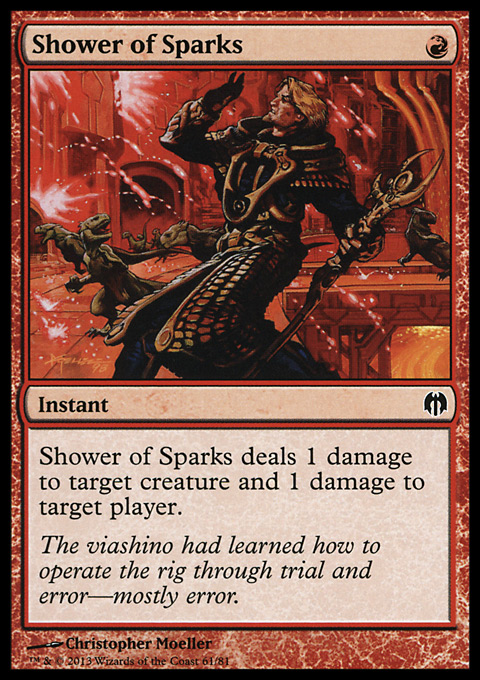 Shower of Sparks
Instant
Shower of Sparks deals 1 damage
to target creature and 1 damage to
target player.
The viashino had learned how to
operate the rig through trial and
error—mostly error.
Christopher Moeller
™ & © 2013 Wizards of the Coast 61/81